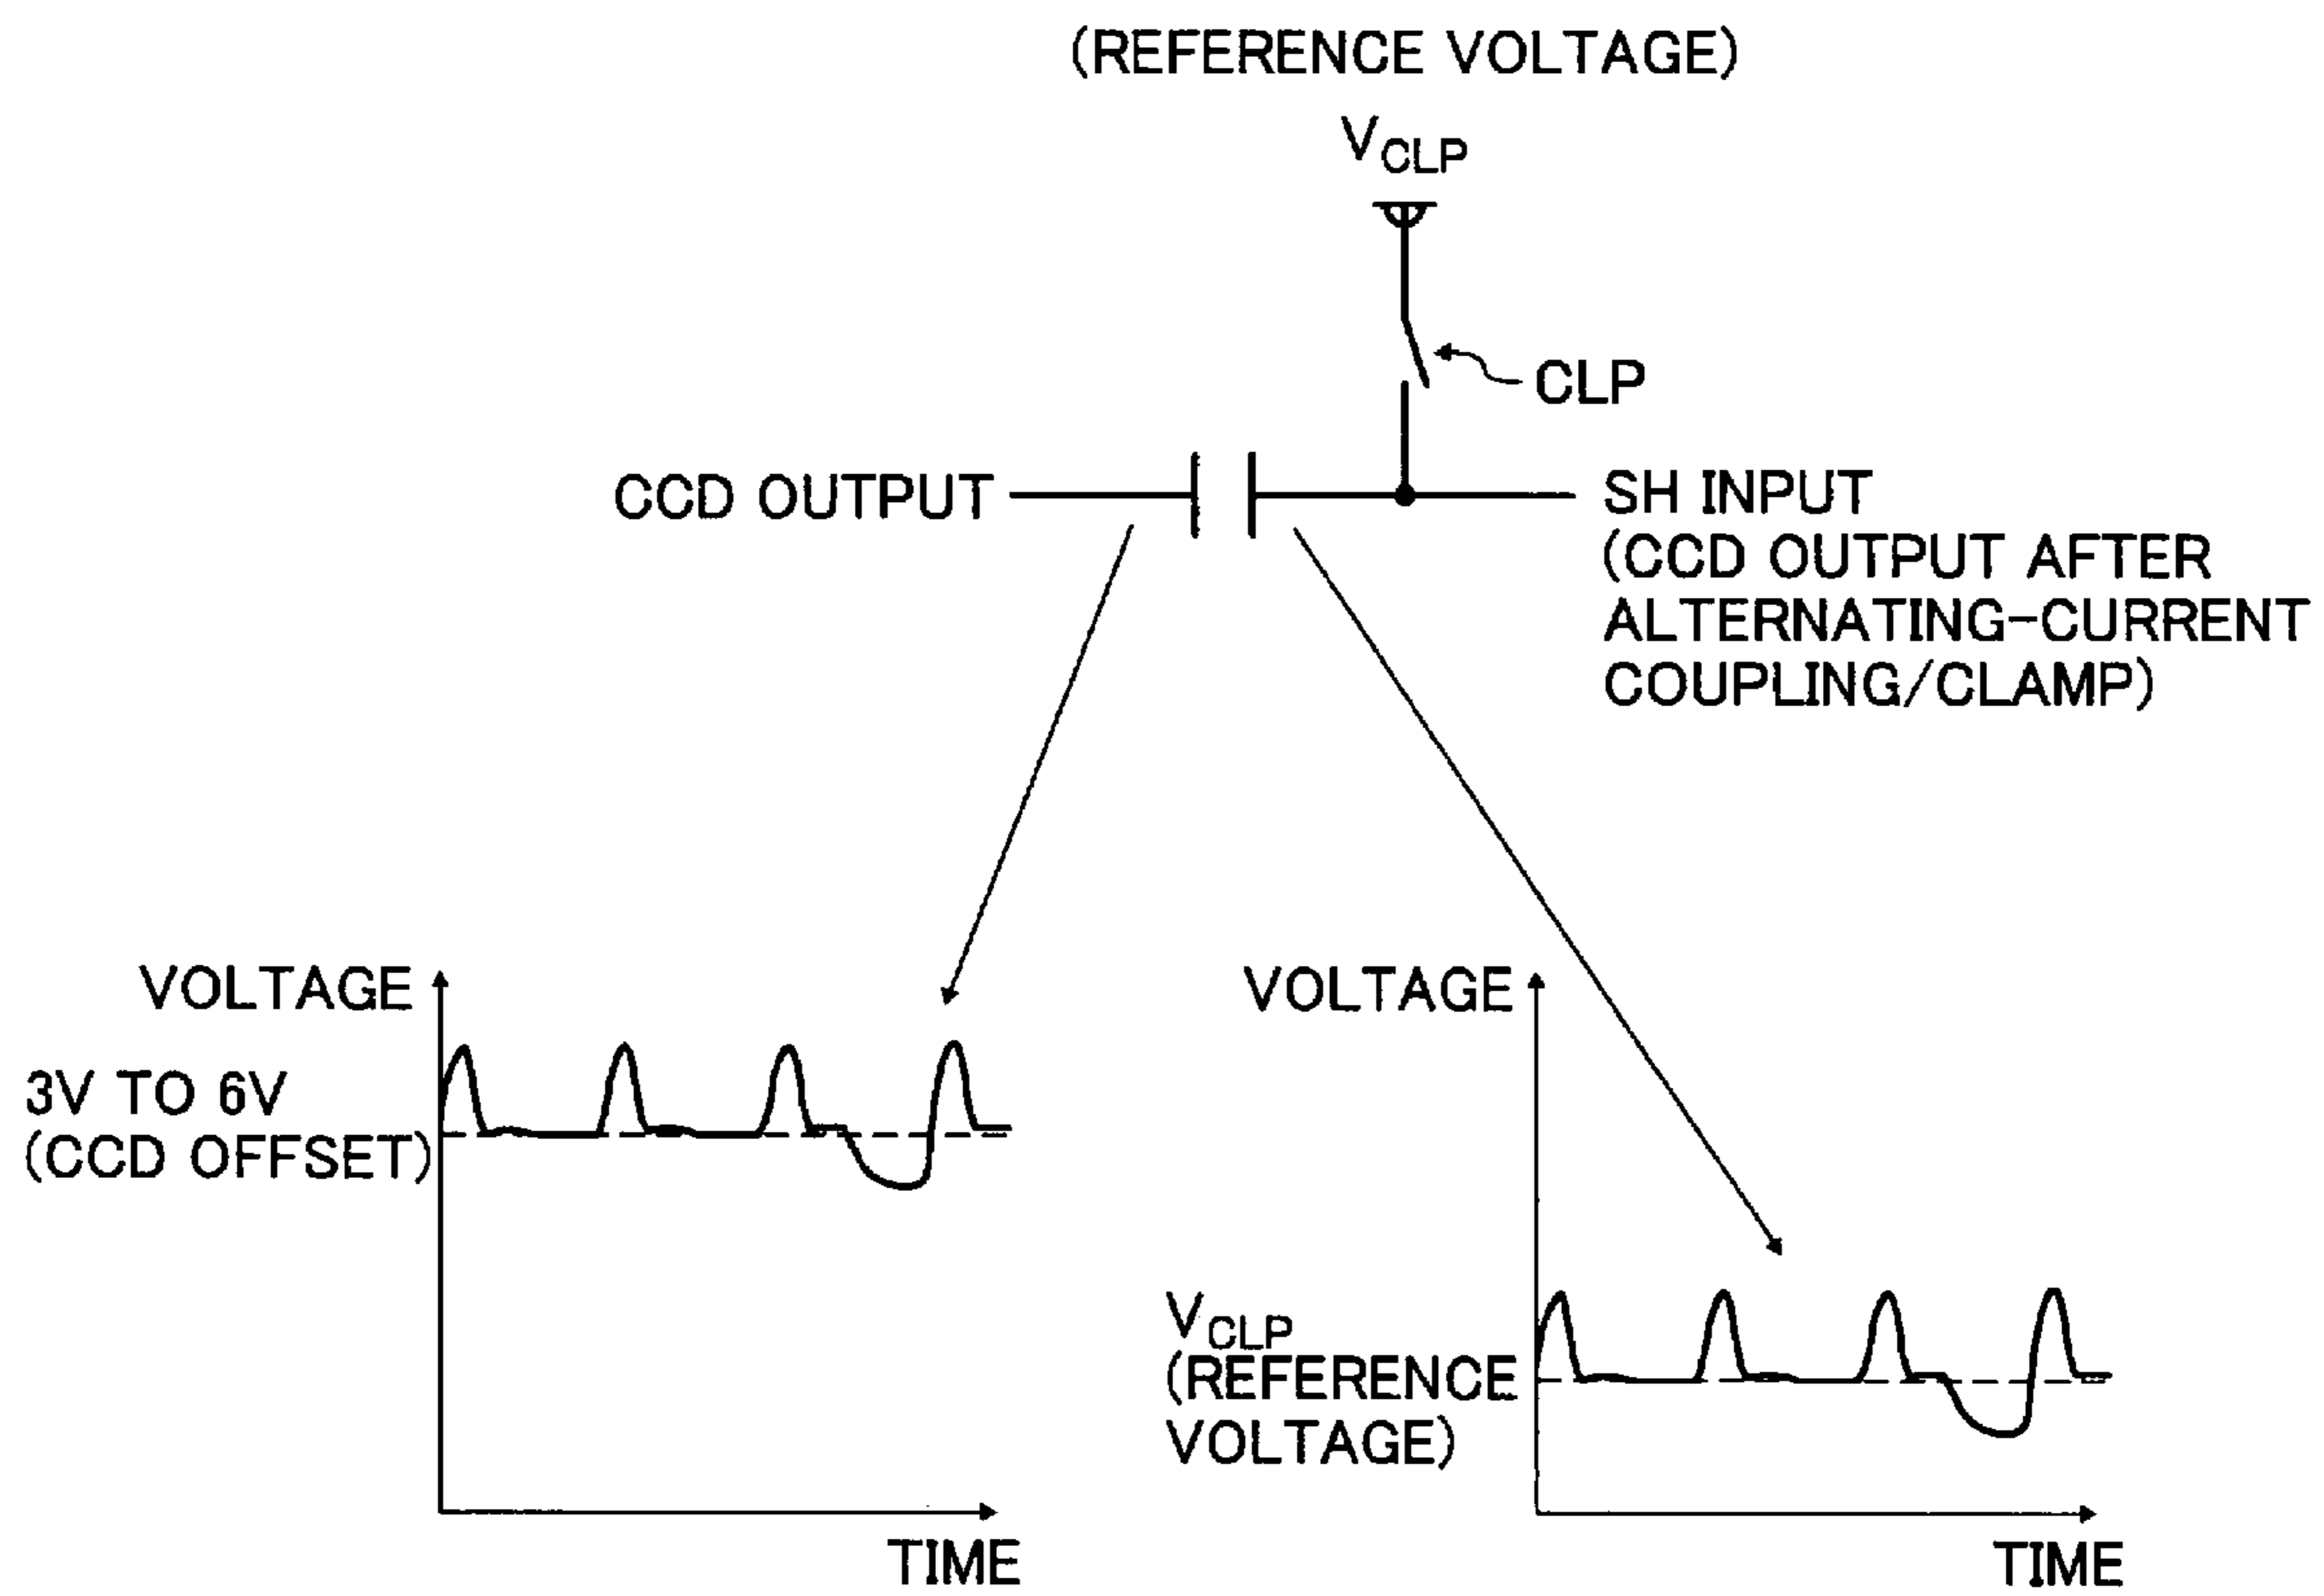 (REFERENCE VOLTAGE)
VCLP
CLP
CCD OUTPUT
SH INPUT
(CCD OUTPUT AFTER
ALTERNATING-CURRENT
COUPLING/CLAMP)
VOLTAGE
3V TO 6V
(CCD OFFSET)
TIME
VOLTAGE
VCLP
(REFERENCE
VOLTAGE)
TIME